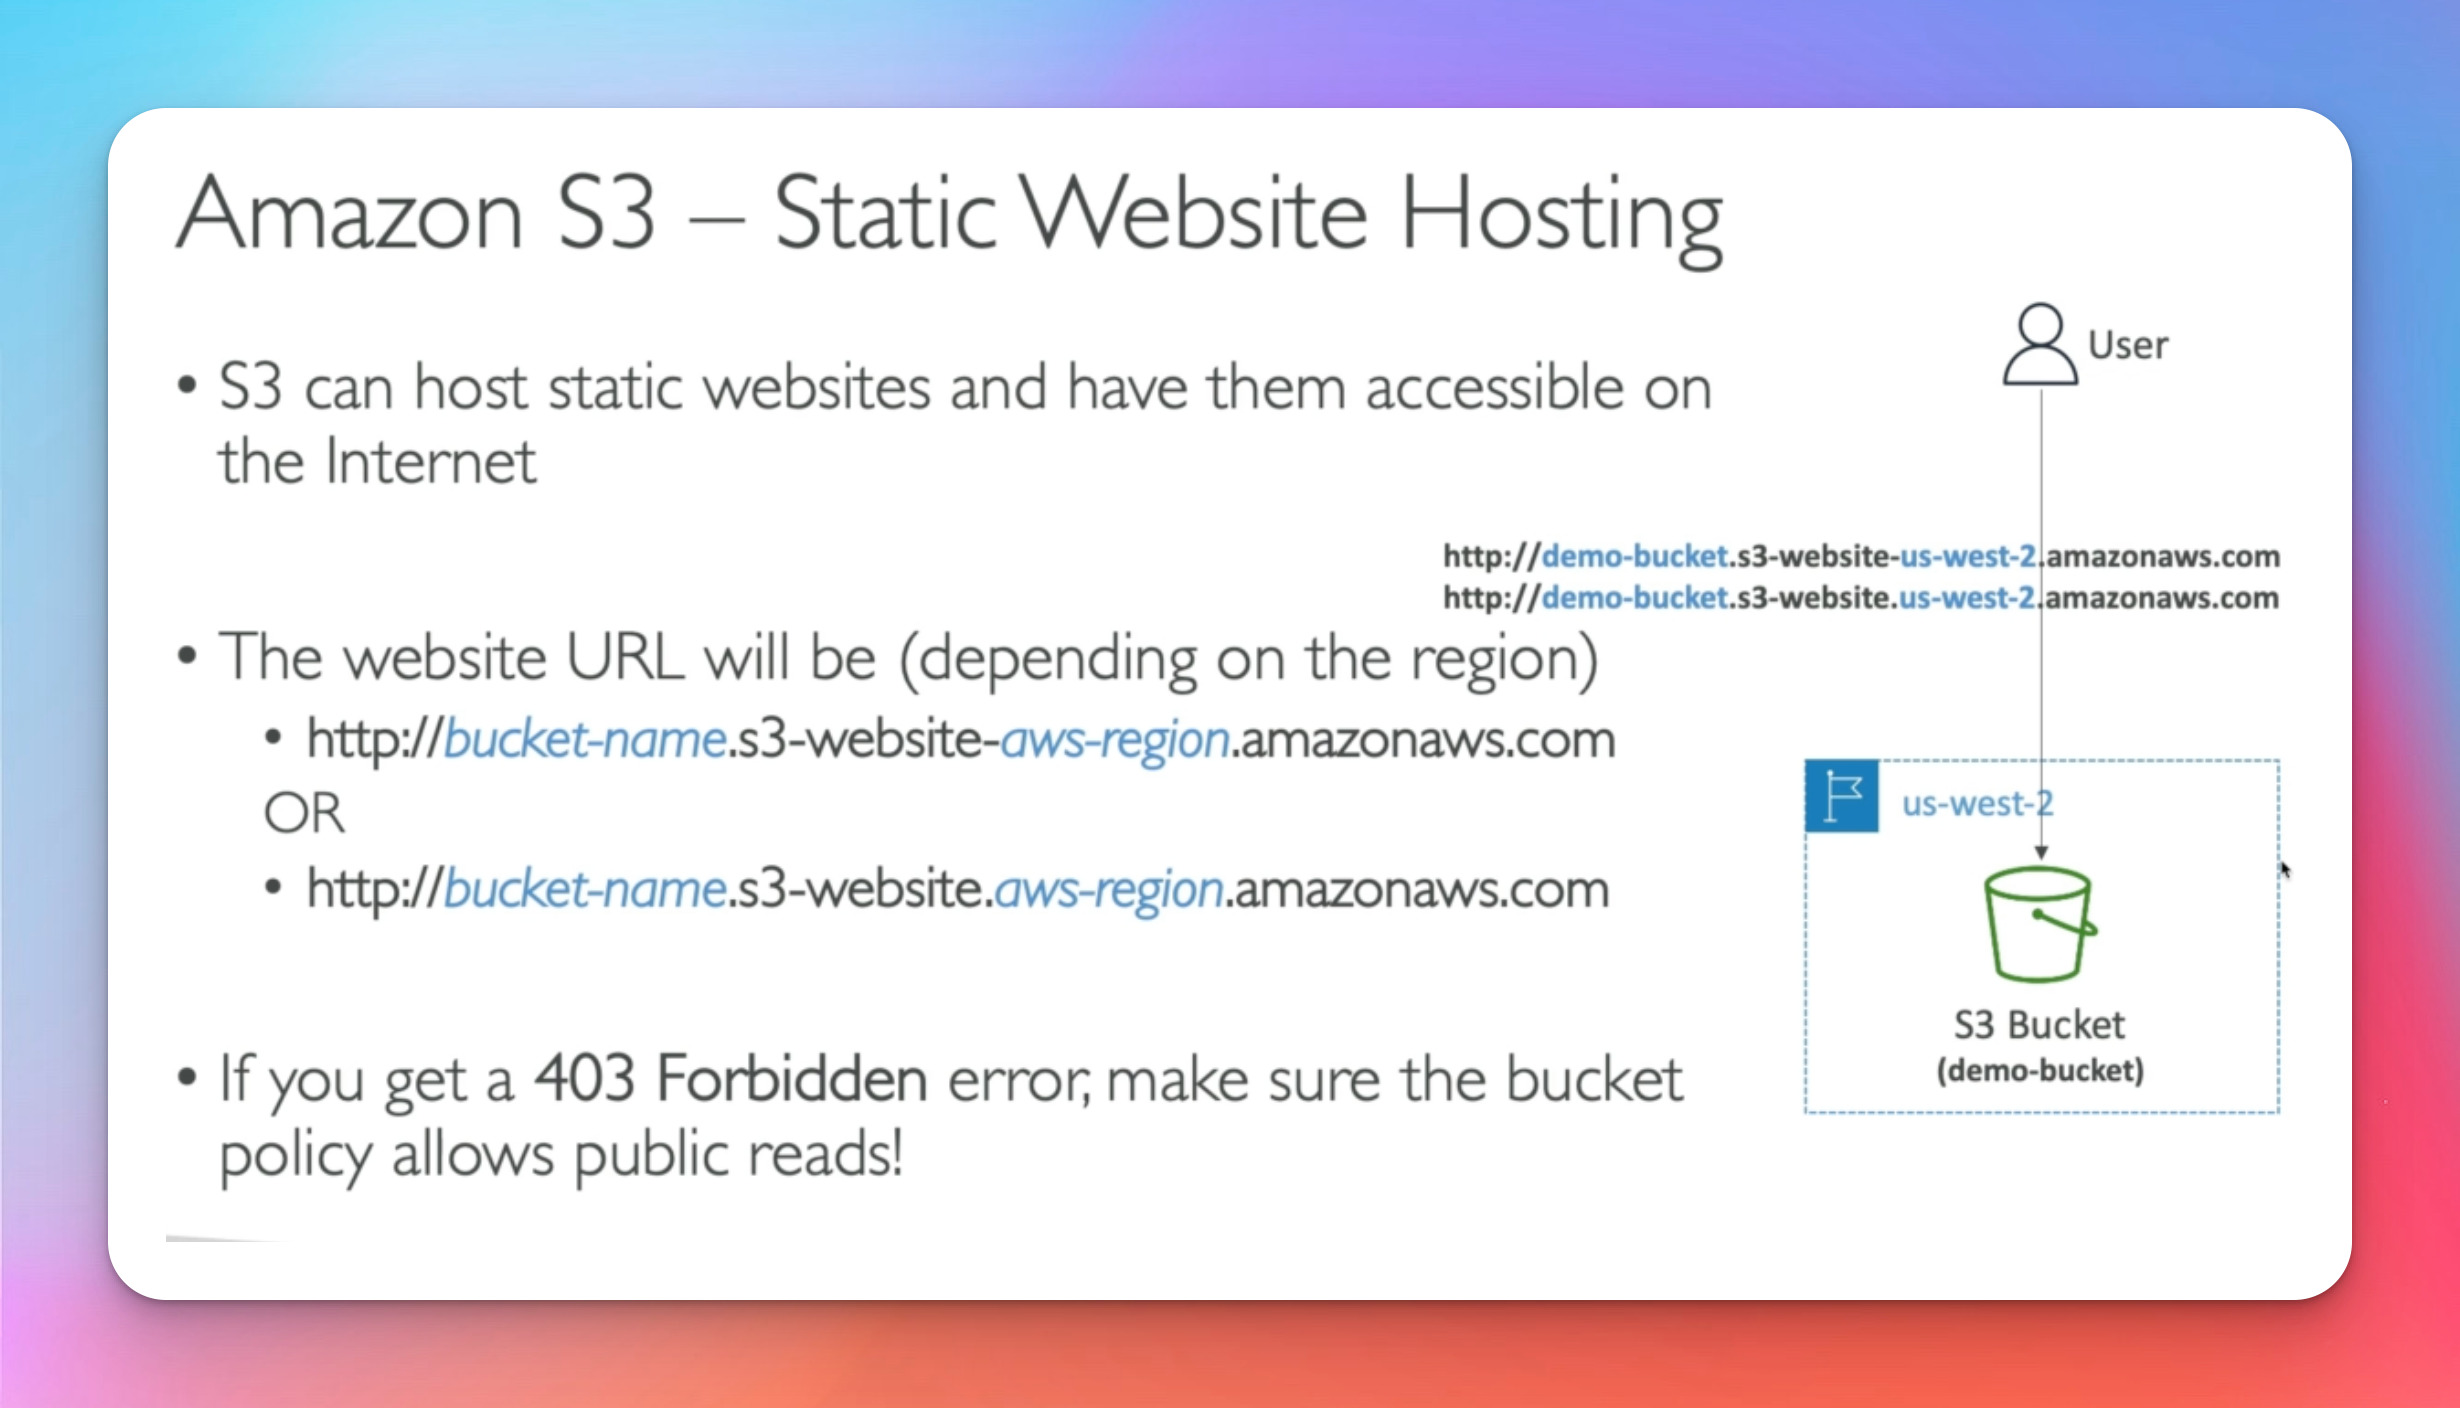 Amazon S3 – Static Website Hosting
• S3 can host static websites and have them accessible on
the Internet
• The website URL will be (depending on the region)
• http://bucket-name.s3-website-aws-region.amazonaws.com
OR
• http://bucket-name.s3-website.aws-region.amazonaws.com
• If you get a 403 Forbidden error, make sure the bucket
policy allows public reads!
User
http://demo-bucket.s3-website-us-west-2.amazonaws.com
http://demo-bucket.s3-website.us-west-2.amazonaws.com
us-west-2
S3 Bucket
(demo-bucket)